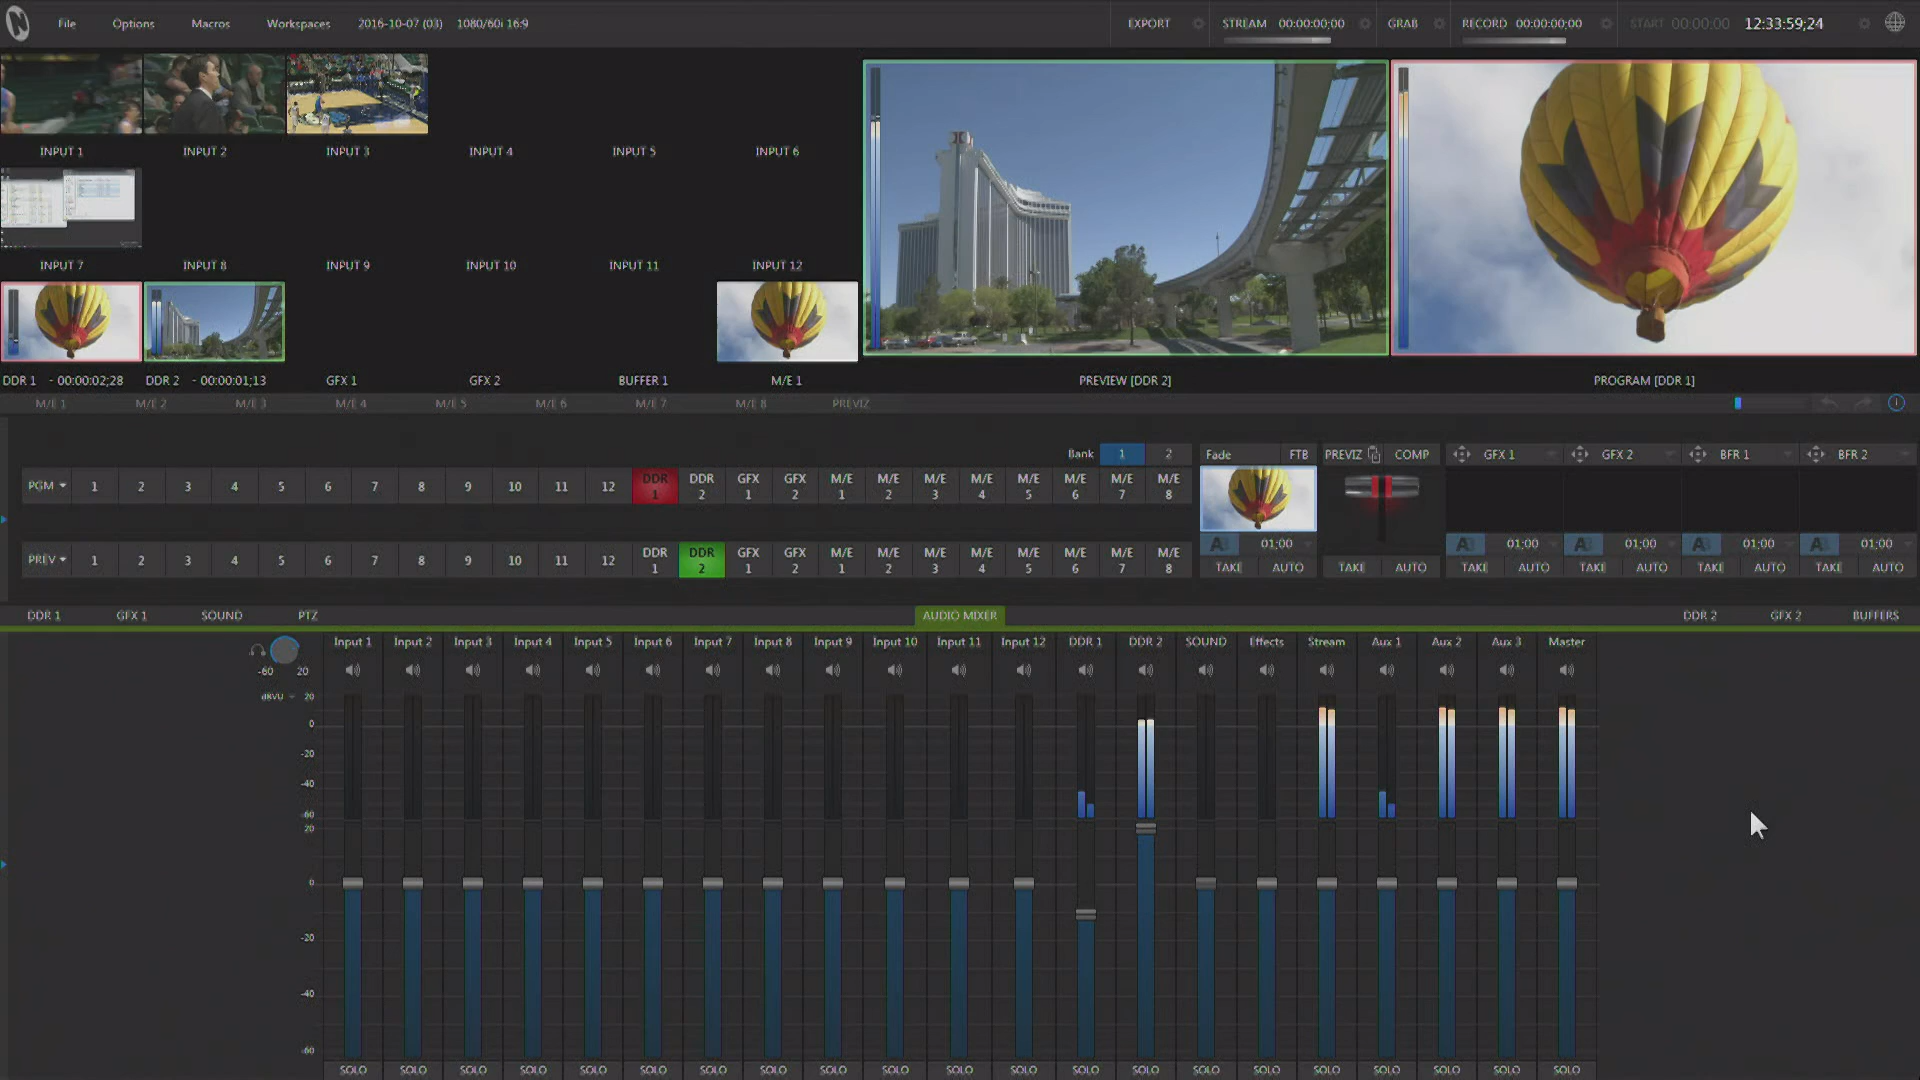 File Options Macros Workspaces 2016-10-07 (03) 1080/60i 16:9 EXPORT STREAM 00:00:00;00 GRAB RECORD 00:00:00;00 START 00:00:00 12:33:59;24
INPUT 1 INPUT 2 INPUT 3 INPUT 4 INPUT 5 INPUT 6
INPUT 7 INPUT 8 INPUT 9 INPUT 10 INPUT 11 INPUT 12
DDR 1 - 00:00:02;28 DDR 2 - 00:00:01;13 GFX 1 GFX 2 BUFFER 1 M/E 1 PREVIEW [DDR 2] PROGRAM [DDR 1]
M/E 1 M/E 2 M/E 3 M/E 4 M/E 5 M/E 6 M/E 7 M/E 8 PREVIZ
Bank 1 2 Fade FTB PREVIZ COMP GFX 1 GFX 2 BFR 1 BFR 2
PGM 1 2 3 4 5 6 7 8 9 10 11 12 DDR 1 DDR 2 GFX 1 GFX 2 M/E 1 M/E 2 M/E 3 M/E 4 M/E 5 M/E 6 M/E 7 M/E 8
01:00 01:00 01:00 01:00 01:00
PREV 1 2 3 4 5 6 7 8 9 10 11 12 DDR 1 DDR 2 GFX 1 GFX 2 M/E 1 M/E 2 M/E 3 M/E 4 M/E 5 M/E 6 M/E 7 M/E 8
TAKE AUTO TAKE AUTO TAKE AUTO TAKE AUTO TAKE AUTO TAKE AUTO
DDR 1 GFX 1 SOUND PTZ AUDIO MIXER DDR 2 GFX 2 BUFFERS
Input 1 Input 2 Input 3 Input 4 Input 5 Input 6 Input 7 Input 8 Input 9 Input 10 Input 11 Input 12 DDR 1 DDR 2 SOUND Effects Stream Aux 1 Aux 2 Aux 3 Master
-60 20
dBVU 20
0
-20
-40
-60
20
0
-20
-40
-60
SOLO SOLO SOLO SOLO SOLO SOLO SOLO SOLO SOLO SOLO SOLO SOLO SOLO SOLO SOLO SOLO SOLO SOLO SOLO SOLO SOLO